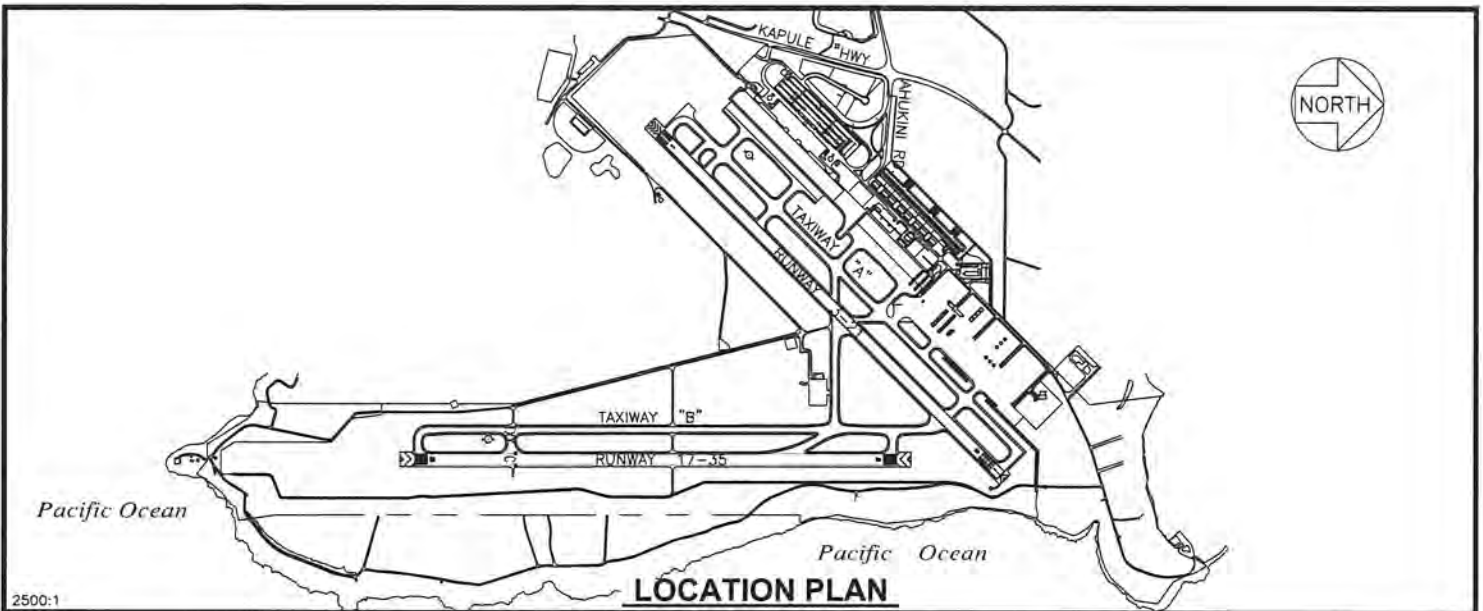 KAPULE HWY
AHUKINI RD
NORTH
TAXIWAY "A"
RUNWAY
TAXIWAY "B"
RUNWAY 17-35
Pacific Ocean
Pacific Ocean
LOCATION PLAN
2500:1